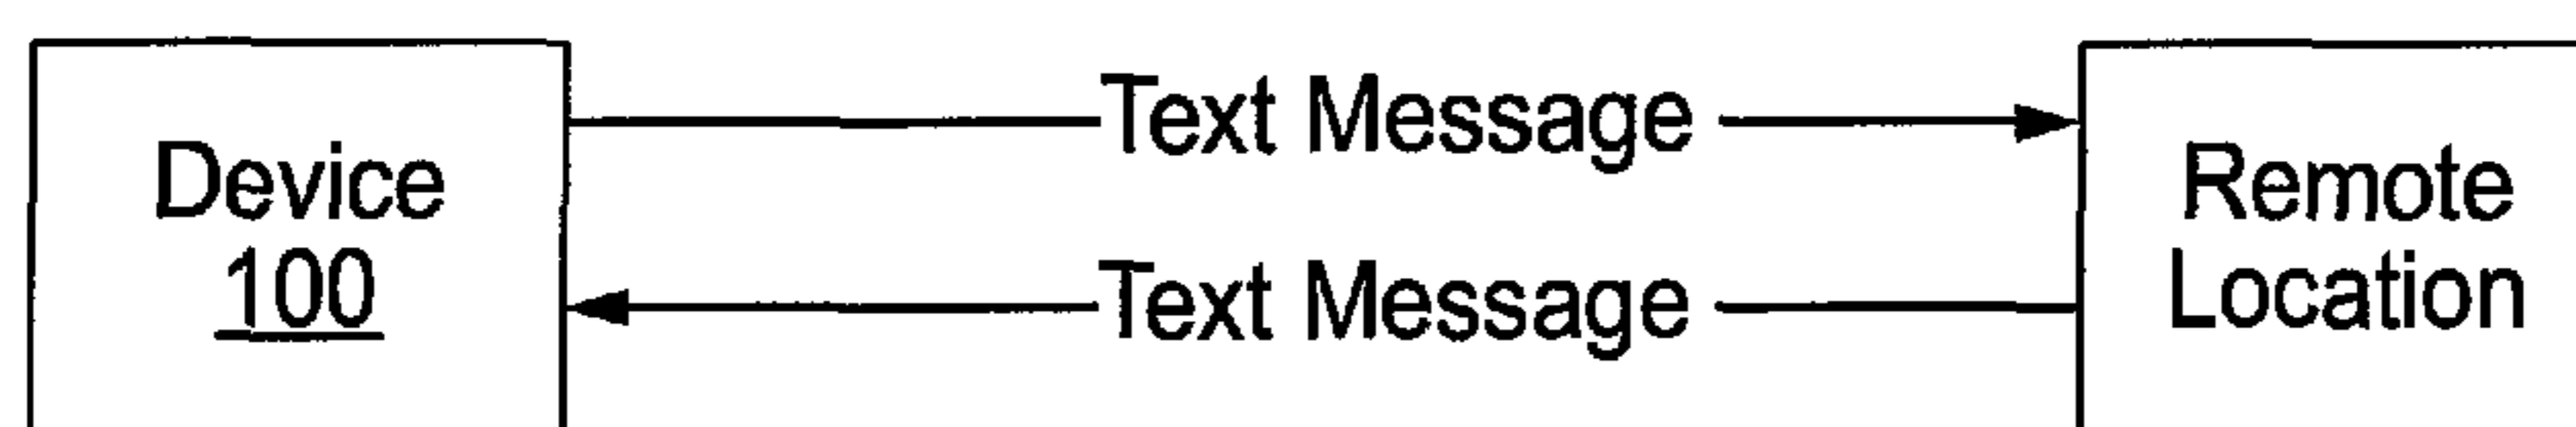 Device
100
Text Message
Text Message
Remote
Location